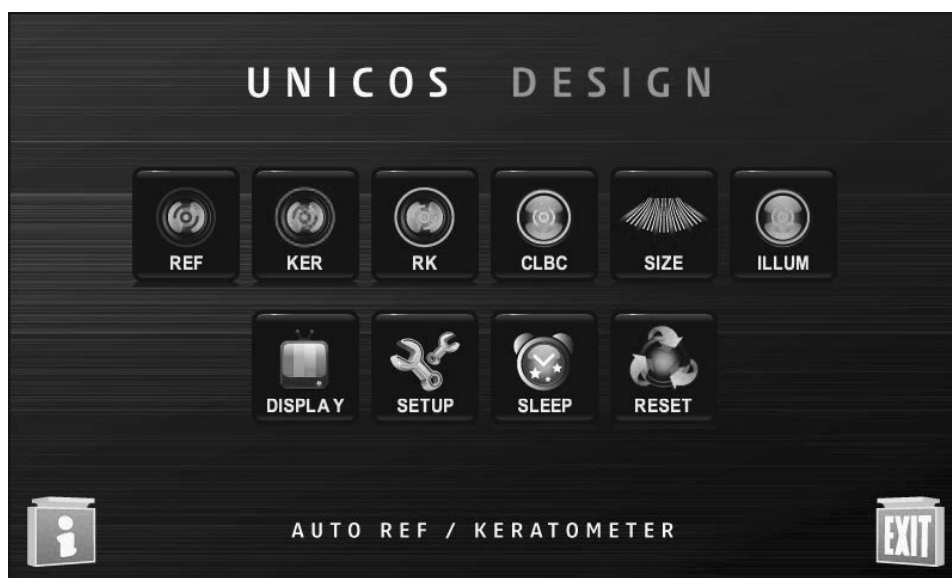 UNICOS DESIGN
REF KER RK CLBC SIZE ILLUM
DISPLAY SETUP SLEEP RESET
i AUTO REF / KERATOMETER EXIT